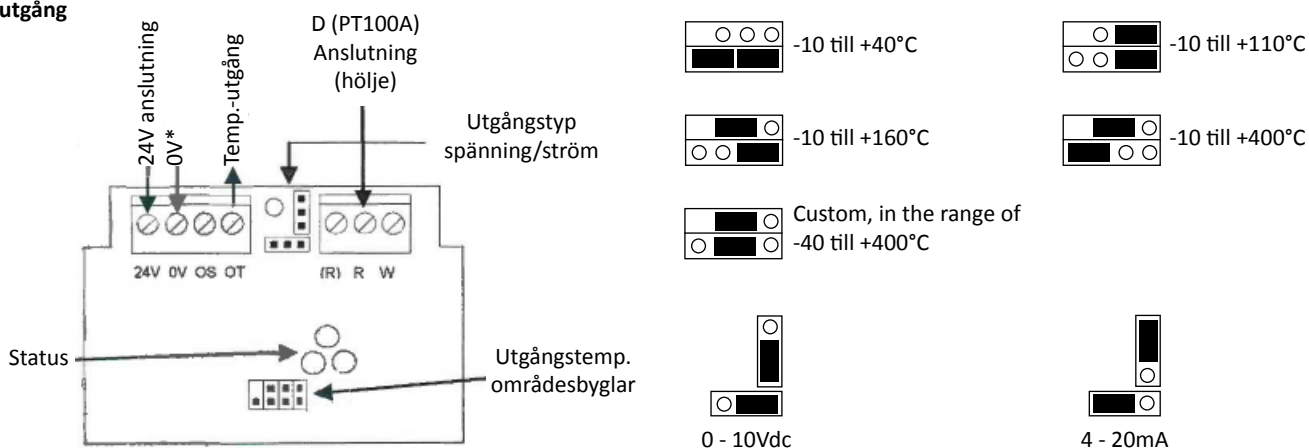 utgång
24V anslutning
0V*
Temp.-utgång
D (PT100A)
Anslutning
(hölje)
Utgångstyp
spänning/ström
24V 0V OS OT
(R) R W
Status
Utgångstemp.
områdesbyglar
-10 till +40°C
-10 till +110°C
-10 till +160°C
-10 till +400°C
Custom, in the range of
-40 till +400°C
0 - 10Vdc
4 - 20mA